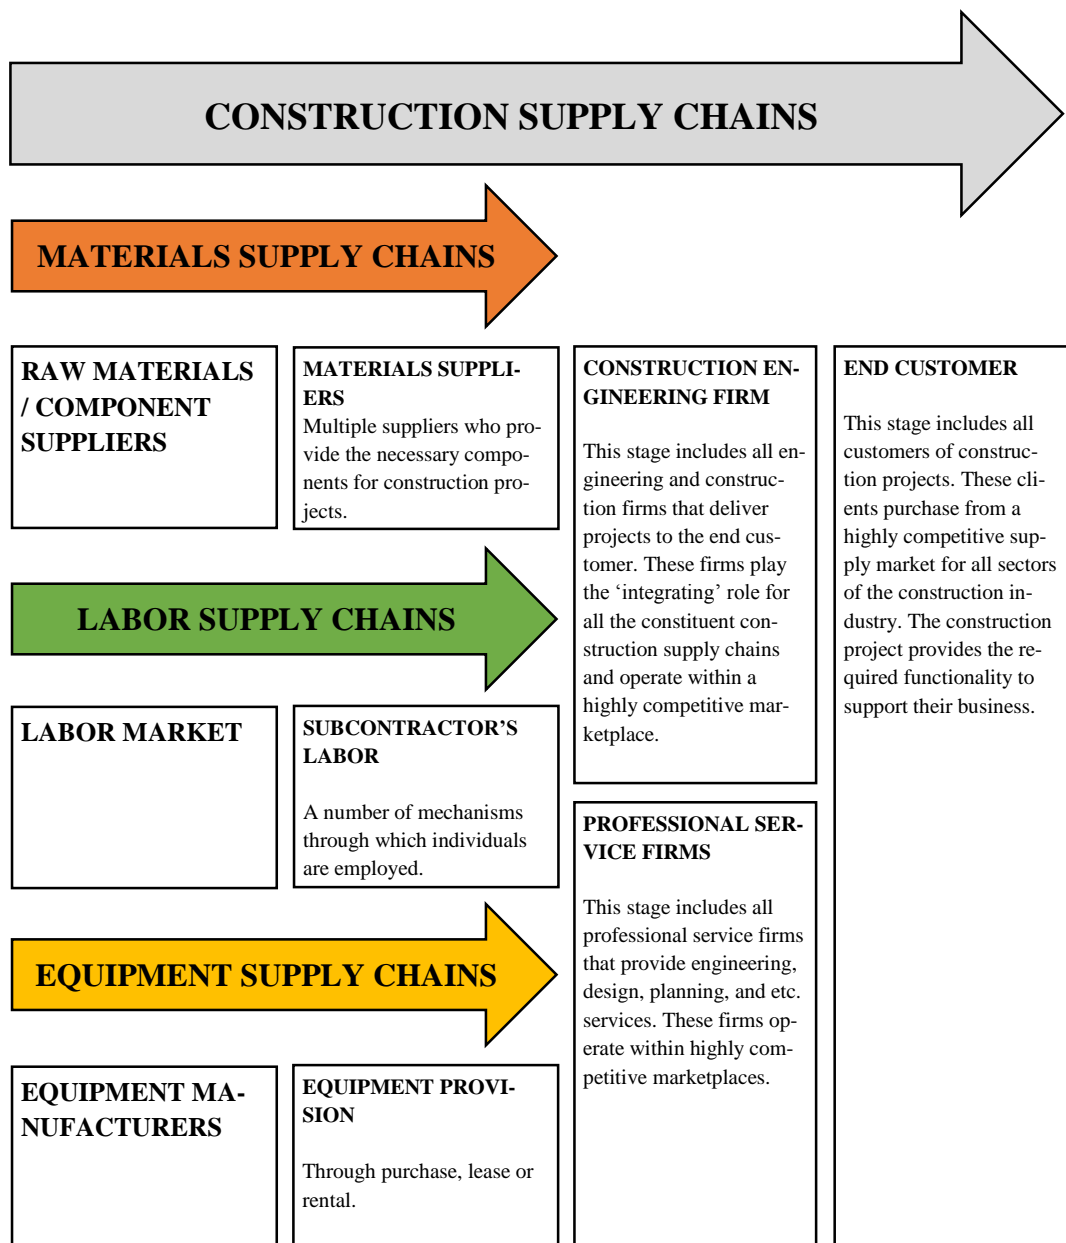 CONSTRUCTION SUPPLY CHAINS
MATERIALS SUPPLY CHAINS
RAW MATERIALS
/ COMPONENT
SUPPLIERS
MATERIALS SUPPLI-
ERS
Multiple suppliers who pro-
vide the necessary compo-
nents for construction pro-
jects.
LABOR SUPPLY CHAINS
LABOR MARKET
SUBCONTRACTOR’S
LABOR
A number of mechanisms
through which individuals
are employed.
EQUIPMENT SUPPLY CHAINS
EQUIPMENT MA-
NUFACTURERS
EQUIPMENT PROVI-
SION
Through purchase, lease or
rental.
CONSTRUCTION EN-
GINEERING FIRM
This stage includes all en-
gineering and construc-
tion firms that deliver
projects to the end cus-
tomer. These firms play
the ‘integrating’ role for
all the constituent con-
struction supply chains
and operate within a
highly competitive mar-
ketplace.
PROFESSIONAL SER-
VICE FIRMS
This stage includes all
professional service firms
that provide engineering,
design, planning, and etc.
services. These firms op-
erate within highly com-
petitive marketplaces.
END CUSTOMER
This stage includes all
customers of construc-
tion projects. These cli-
ents purchase from a
highly competitive sup-
ply market for all sectors
of the construction in-
dustry. The construction
project provides the re-
quired functionality to
support their business.